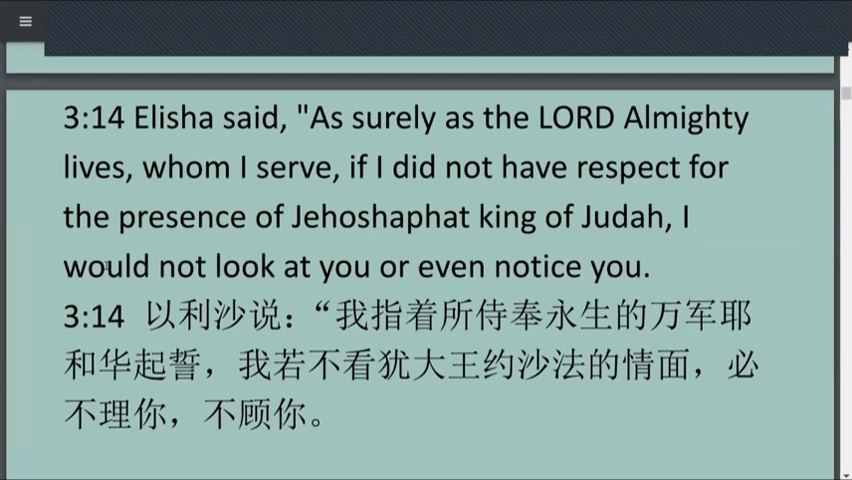 3:14 Elisha said, "As surely as the LORD Almighty
lives, whom I serve, if I did not have respect for
the presence of Jehoshaphat king of Judah, I
would not look at you or even notice you.
3:14 以利沙说：“我指着所侍奉永生的万军耶
和华起誓，我若不看犹大王约沙法的情面，必
不理你，不顾你。